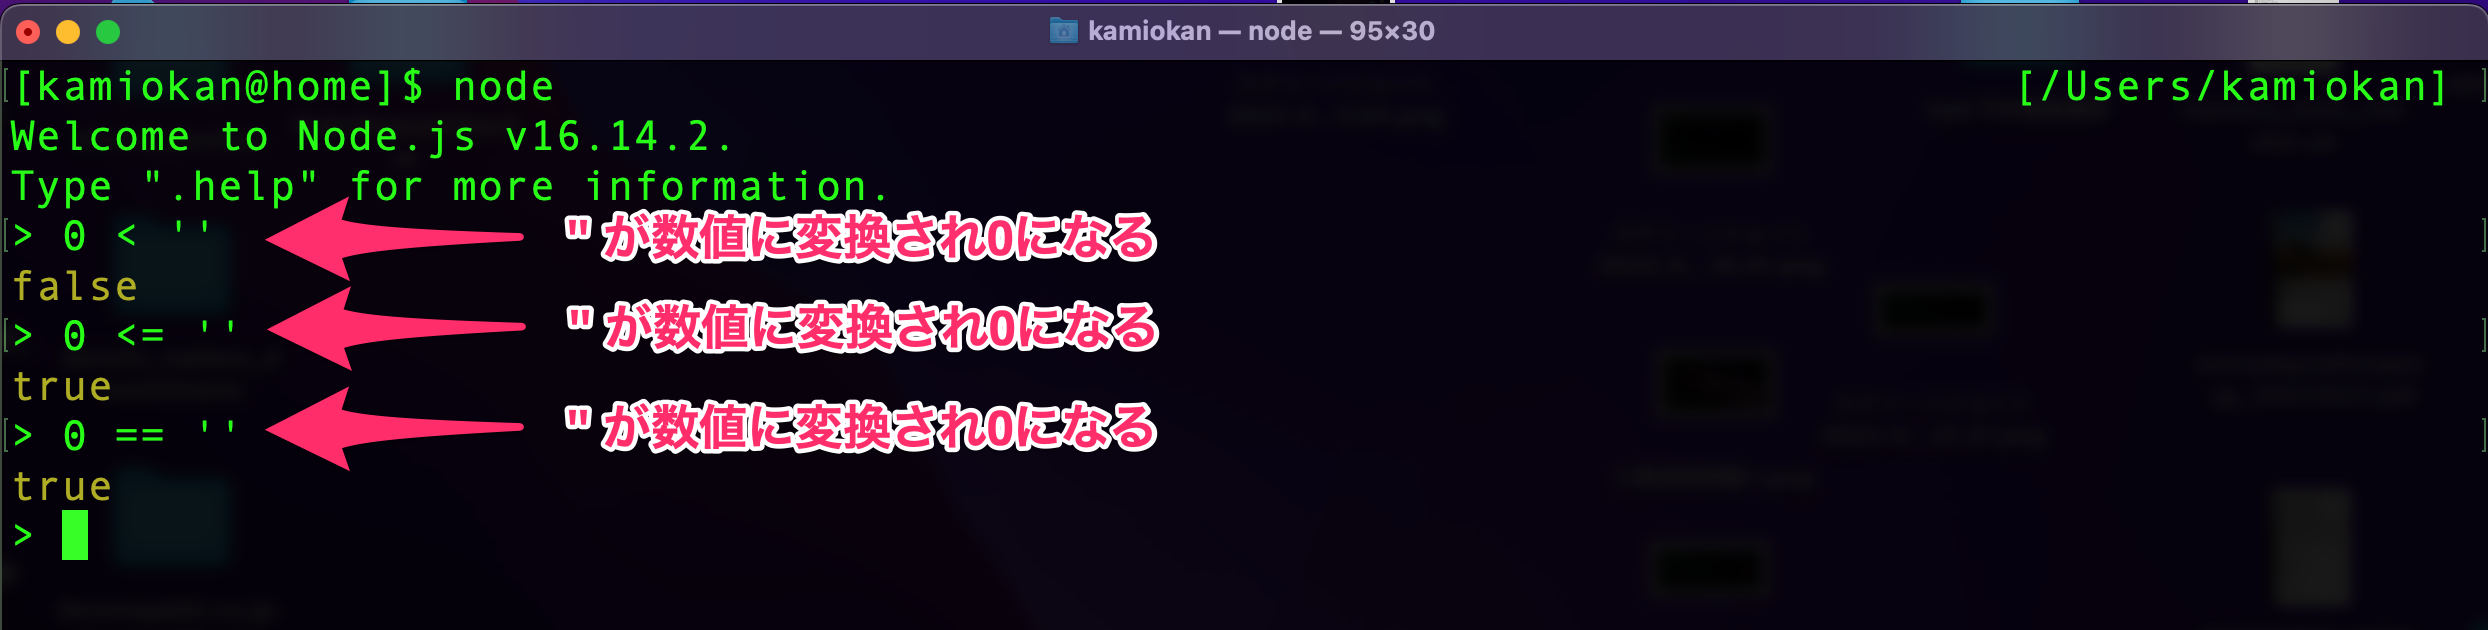 kamiokan — node — 95×30
[kamiokan@home]$ node [/Users/kamiokan]
Welcome to Node.js v16.14.2.
Type ".help" for more information.
> 0 < '' ''が数値に変換され0になる
false
> 0 <= '' ''が数値に変換され0になる
true
> 0 == '' ''が数値に変換され0になる
true
>